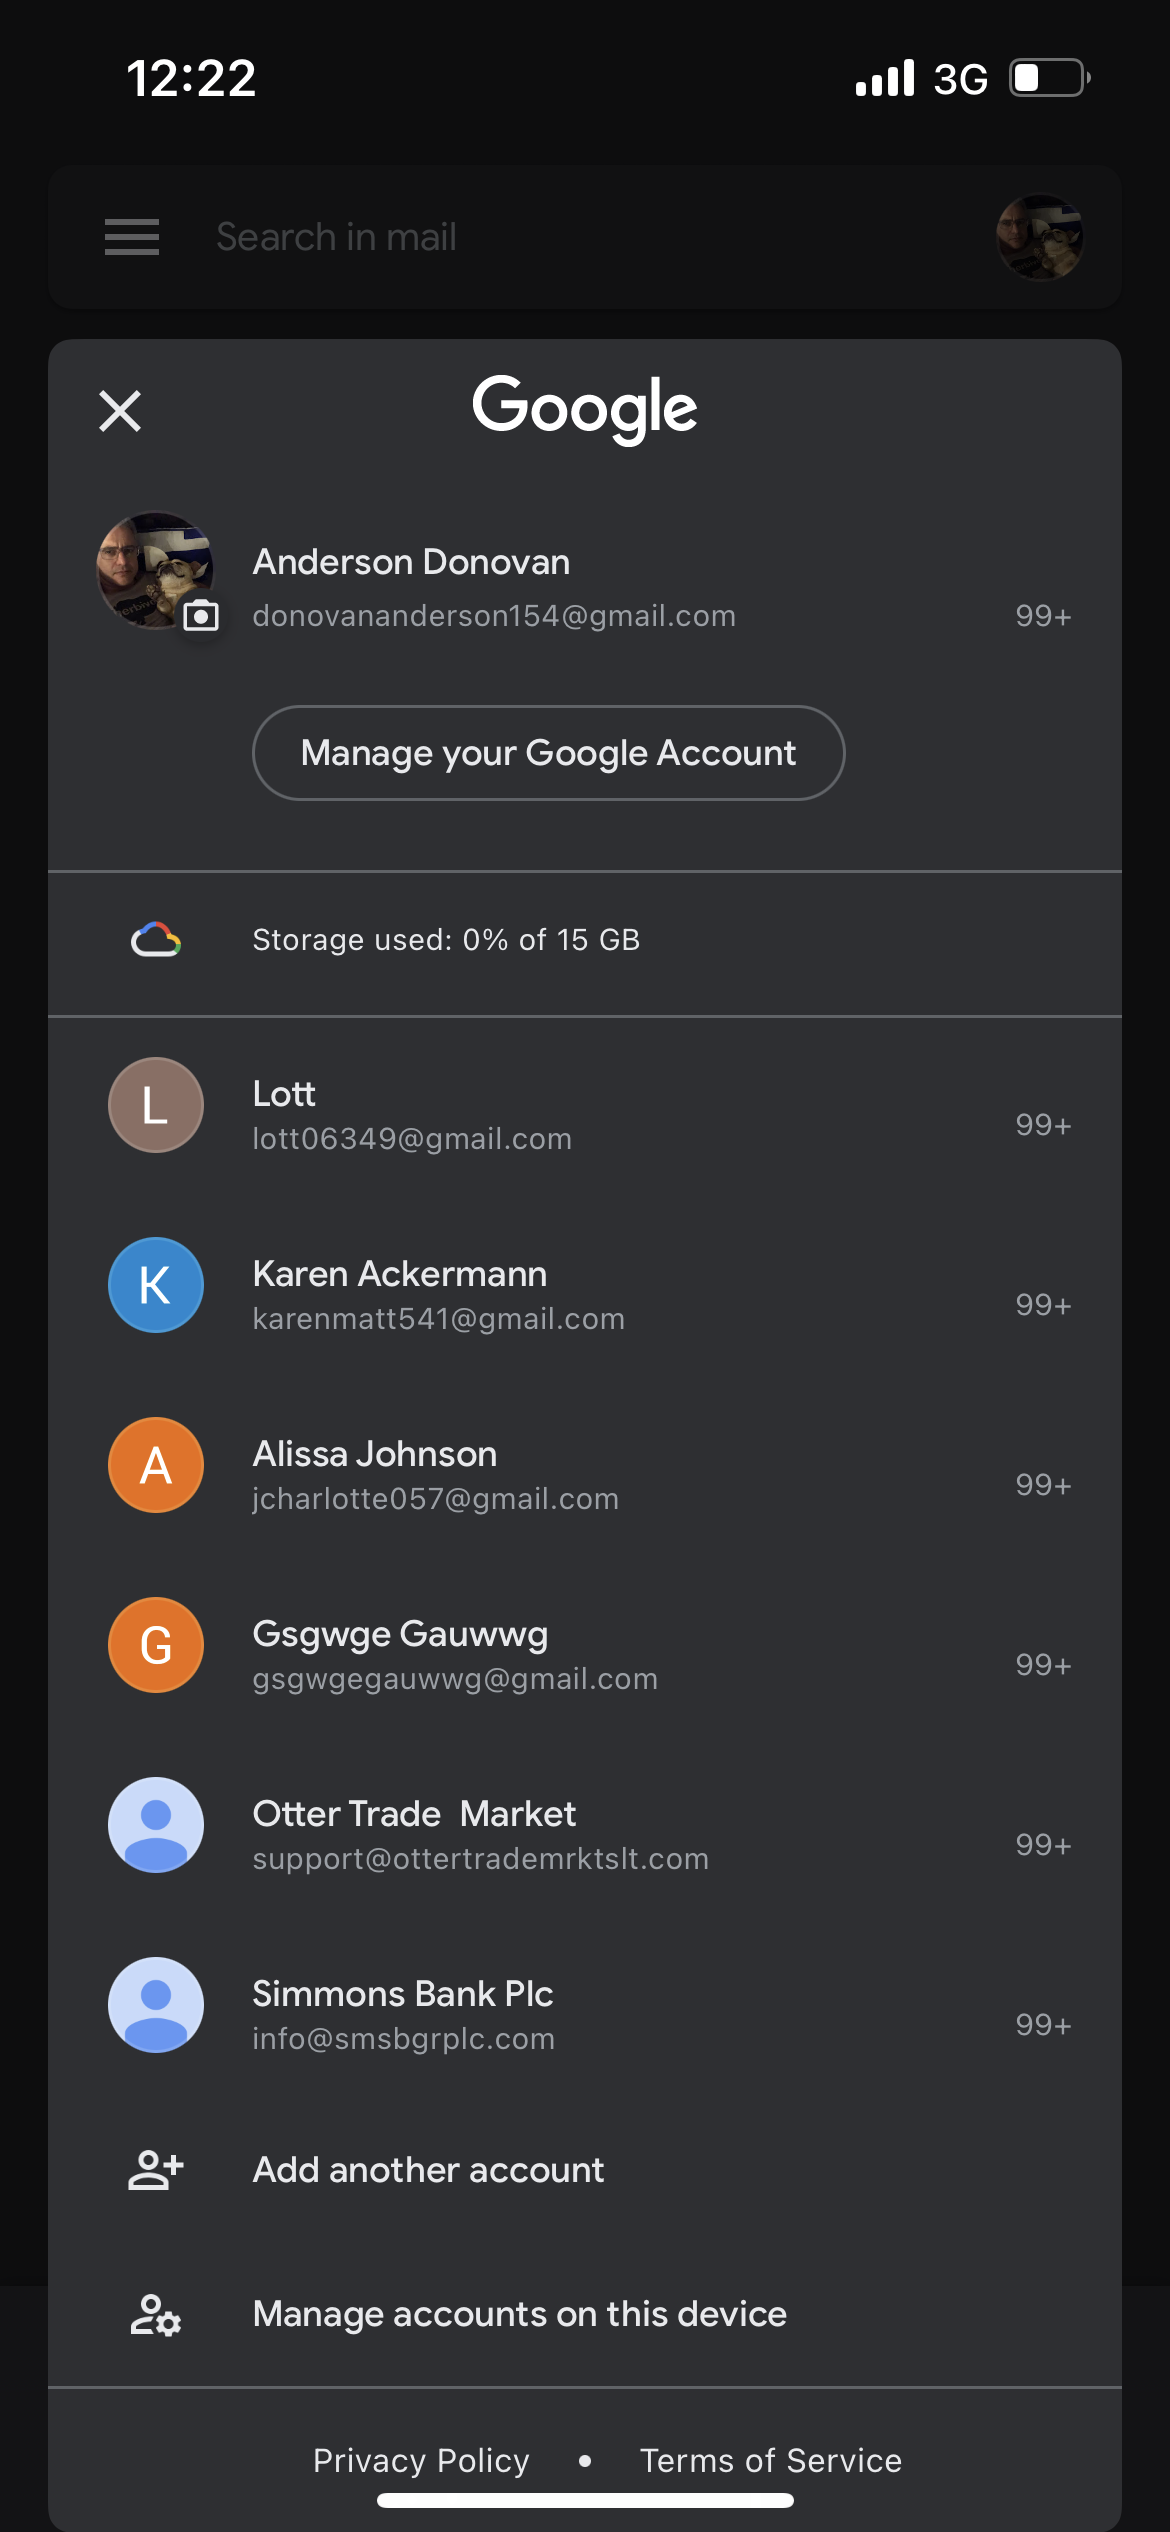 12:22 3G
Search in mail
Google
Anderson Donovan
donovananderson154@gmail.com 99+
Manage your Google Account
Storage used: 0% of 15 GB
L Lott
lott06349@gmail.com 99+
K Karen Ackermann
karenmatt541@gmail.com 99+
A Alissa Johnson
jcharlotte057@gmail.com 99+
G Gsgwge Gauwwg
gsgwgegauwwg@gmail.com 99+
Otter Trade  Market
support@ottertrademrktslt.com 99+
Simmons Bank Plc
info@smsbgrplc.com 99+
Add another account
Manage accounts on this device
Privacy Policy • Terms of Service